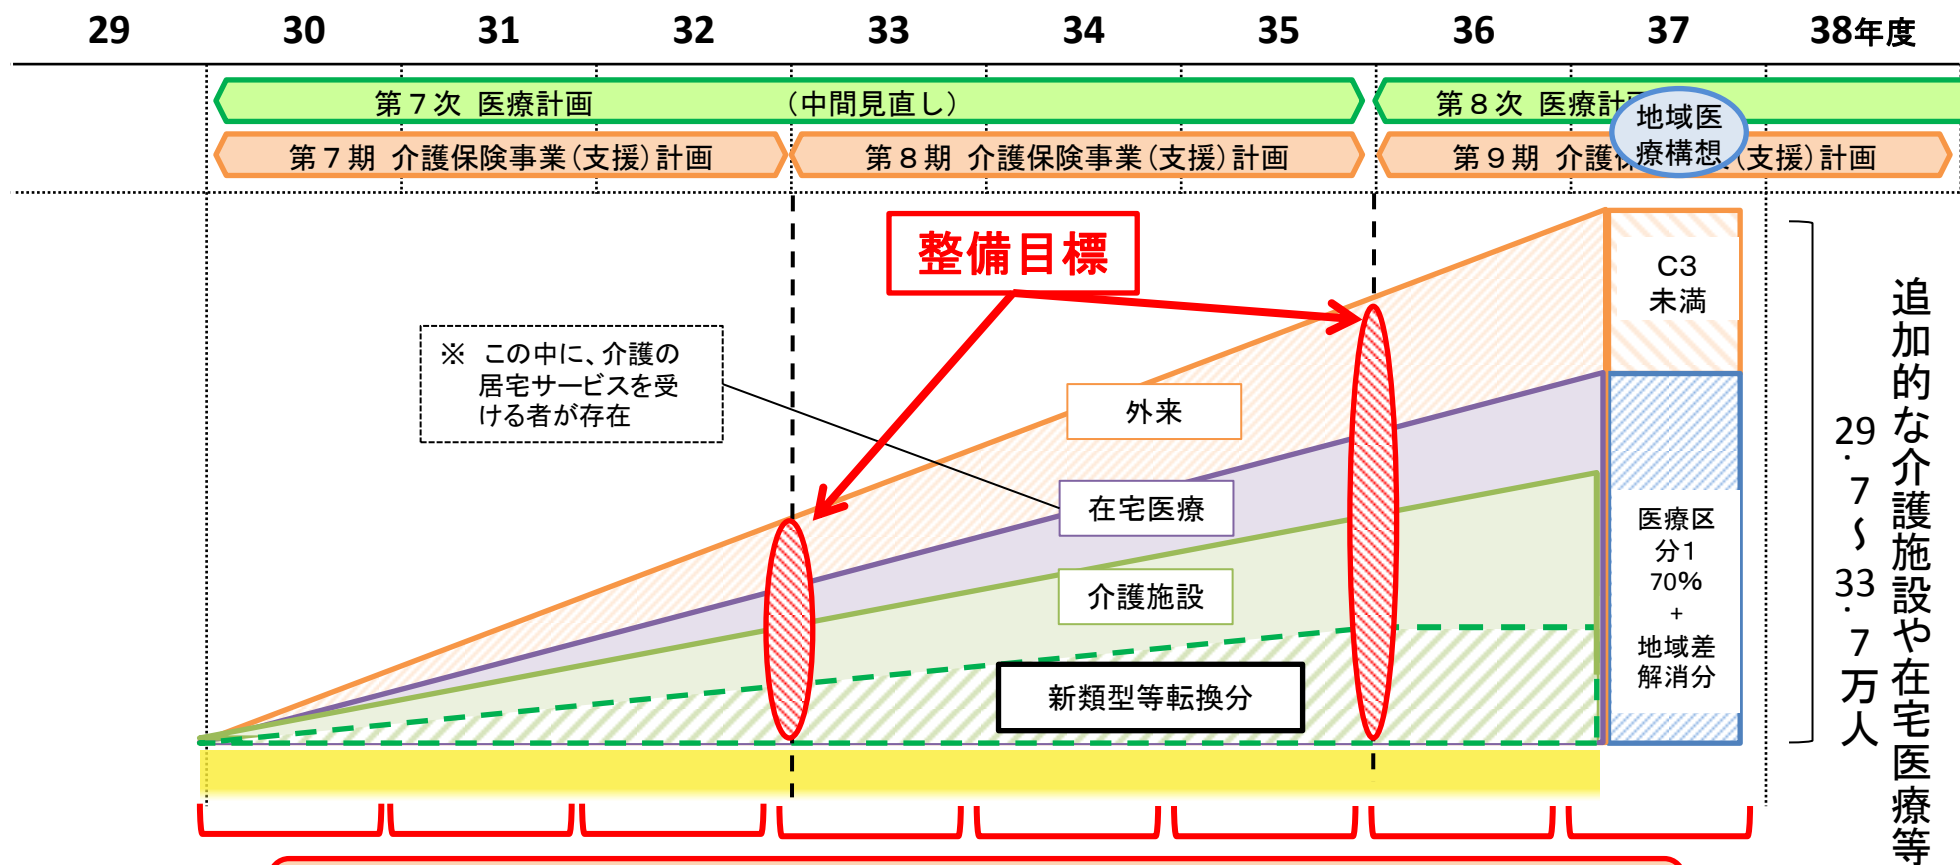 29 30 31 32 33 34 35 36 37 38年度
第7次 医療計画 (中間見直し)
第8次 医療計
地域医
療構想
第7期 介護保険事業(支援)計画
第8期 介護保険事業(支援)計画
第9期 介護 (支援)計画
整備目標
※ この中に、介護の
居宅サービスを受
ける者が存在
外来
在宅医療
介護施設
新類型等転換分
C3
未満
医療区
分1
70%
+
地域差
解消分
追加的な介護施設や在宅医療等
29.7～33.7万人